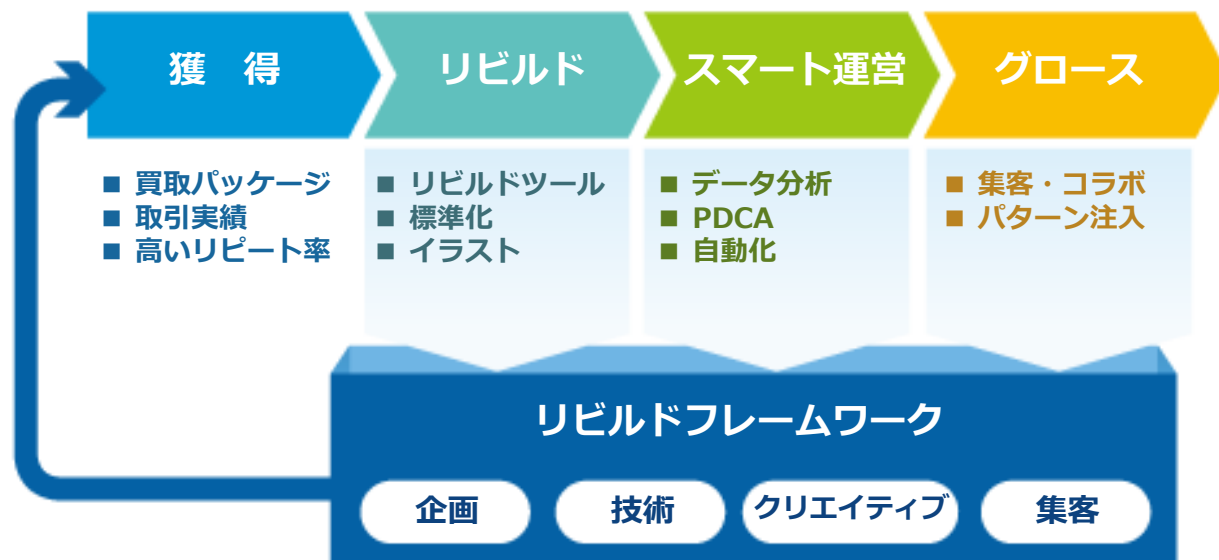 獲　得
リビルド
スマート運営
グロース
■ 買取パッケージ
■ 取引実績
■ 高いリピート率
■ リビルドツール
■ 標準化
■ イラスト
■ データ分析
■ PDCA
■ 自動化
■ 集客・コラボ
■ パターン注入
リビルドフレームワーク
企画
技術
クリエイティブ
集客